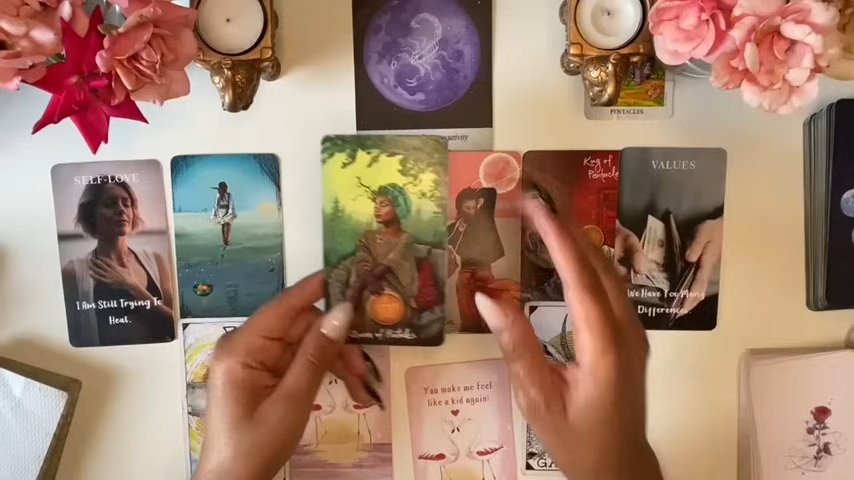 PENTACLES
SELF-LOVE
I Am Still Trying To
Heal.
King of
Pentacles
VALUES
We Have Too Many
Differences.
You make me feel
like a kid again!